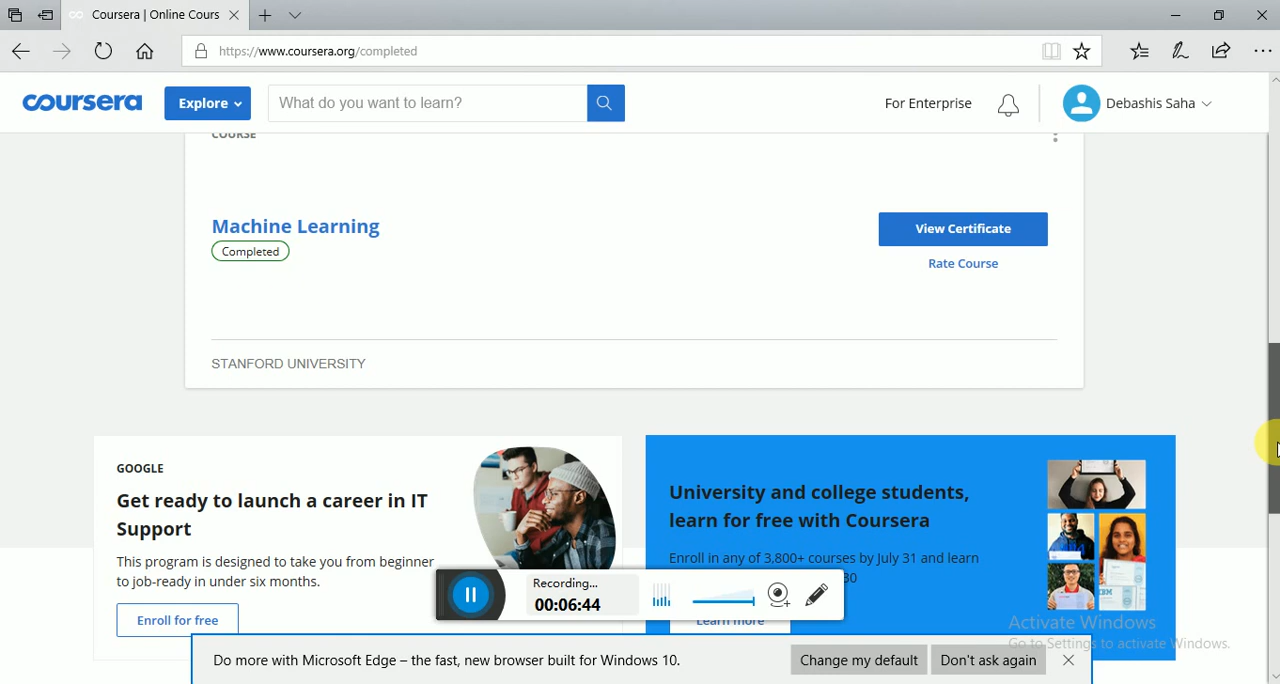 Coursera | Online Cours
https://www.coursera.org/completed
coursera
Explore
What do you want to learn?
For Enterprise
Debashis Saha
COURSE
Machine Learning
Completed
View Certificate
Rate Course
STANFORD UNIVERSITY
GOOGLE
Get ready to launch a career in IT
Support
This program is designed to take you from beginner
to job-ready in under six months.
Enroll for free
University and college students,
learn for free with Coursera
Enroll in any of 3,800+ courses by July 31 and learn
30
Learn more
Recording...
00:06:44
Activate Windows
Go to Settings to activate Windows.
Do more with Microsoft Edge – the fast, new browser built for Windows 10.
Change my default
Don't ask again